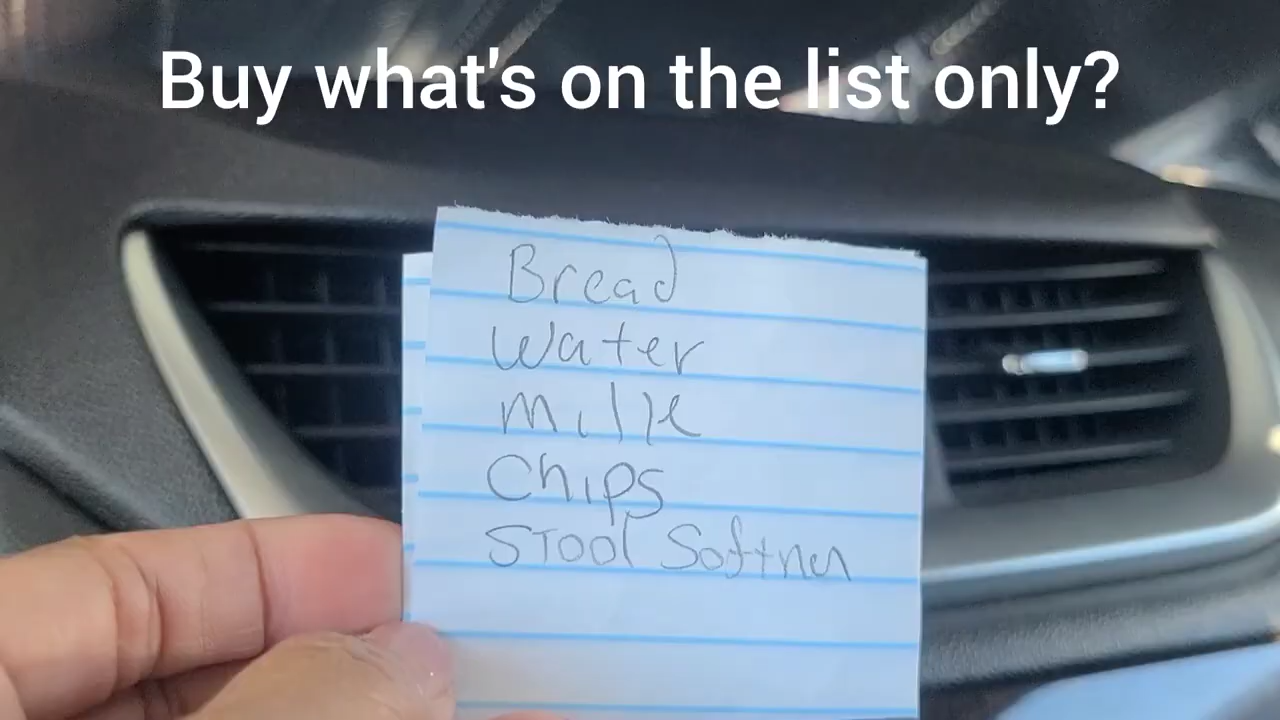 Buy what's on the list only?
Bread
Water
Milk
Chips
Stool Softner